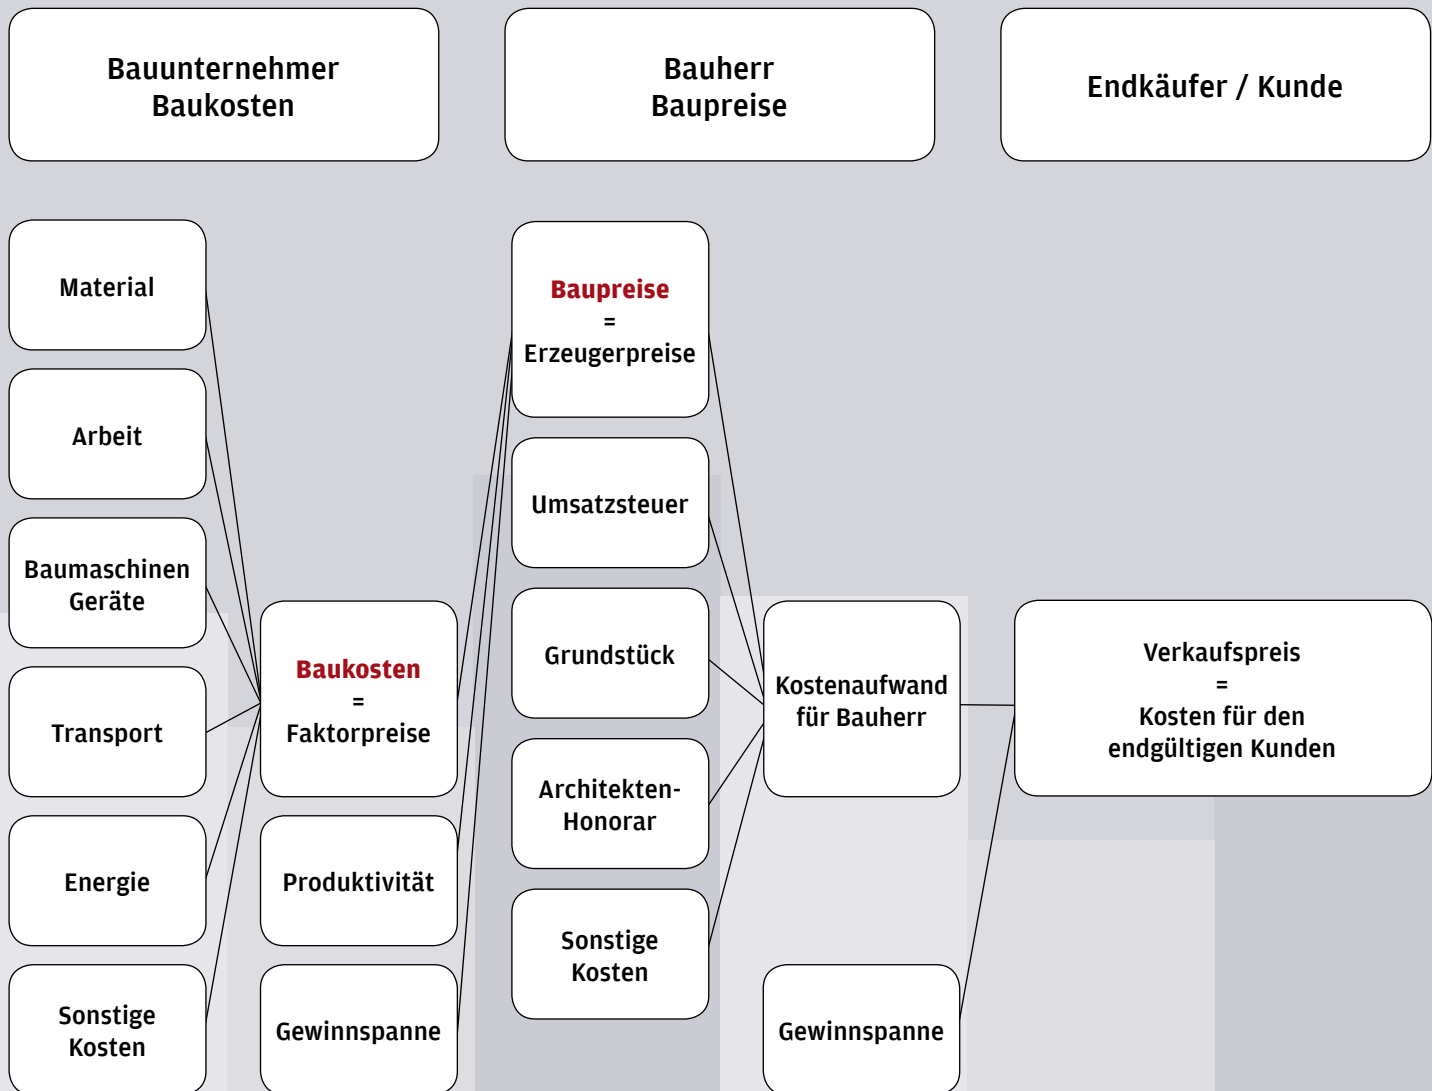 Bauunternehmer
Baukosten
Bauherr
Baupreise
Endkäufer / Kunde
Material
Arbeit
Baumaschinen
Geräte
Transport
Energie
Sonstige
Kosten
Baukosten
=
Faktorpreise
Produktivität
Gewinnspanne
Baupreise
=
Erzeugerpreise
Umsatzsteuer
Grundstück
Architekten-
Honorar
Sonstige
Kosten
Kostenaufwand
für Bauherr
Gewinnspanne
Verkaufspreis
=
Kosten für den
endgültigen Kunden